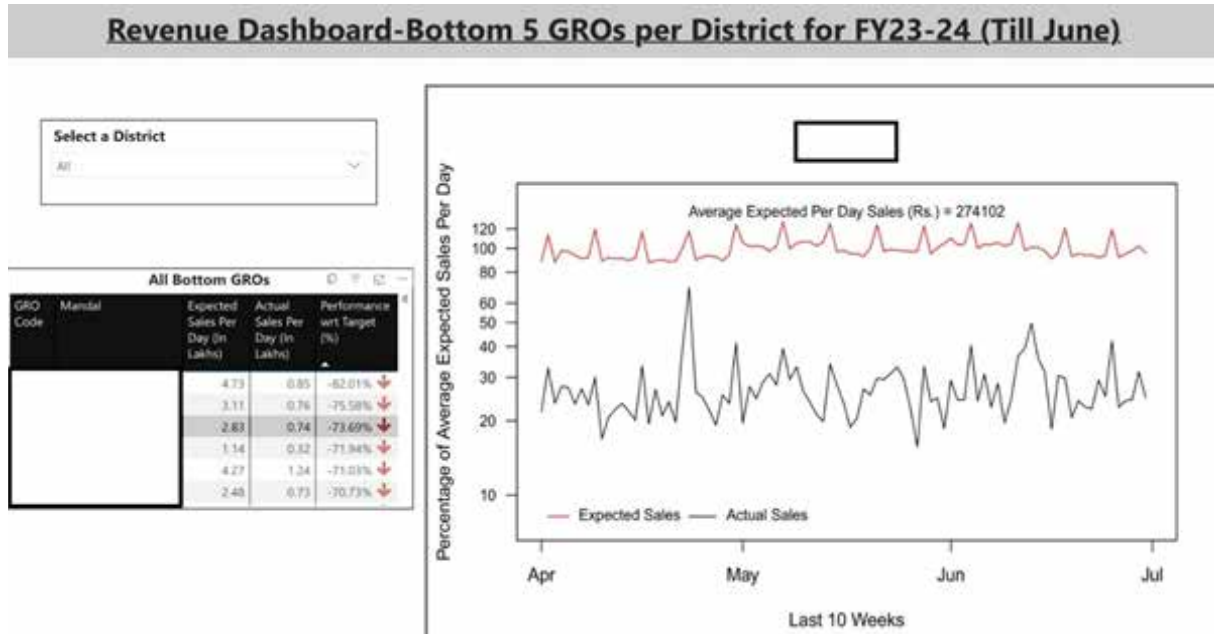 Revenue Dashboard-Bottom 5 GROs per District for FY23-24 (Till June)
Select a District
All
All Bottom GROs
GRO Code Mandal Expected Sales Per Day (In Lakhs) Actual Sales Per Day (In Lakhs) Performance wrt Target (%)
4.73 0.85 -82.01%
3.11 0.76 -75.58%
2.83 0.74 -73.69%
1.14 0.32 -71.94%
4.27 1.24 -71.03%
2.48 0.73 -70.73%
Percentage of Average Expected Sales Per Day
Average Expected Per Day Sales (Rs.) = 274102
120
100
80
60
50
40
30
20
10
Expected Sales Actual Sales
Apr May Jun Jul
Last 10 Weeks